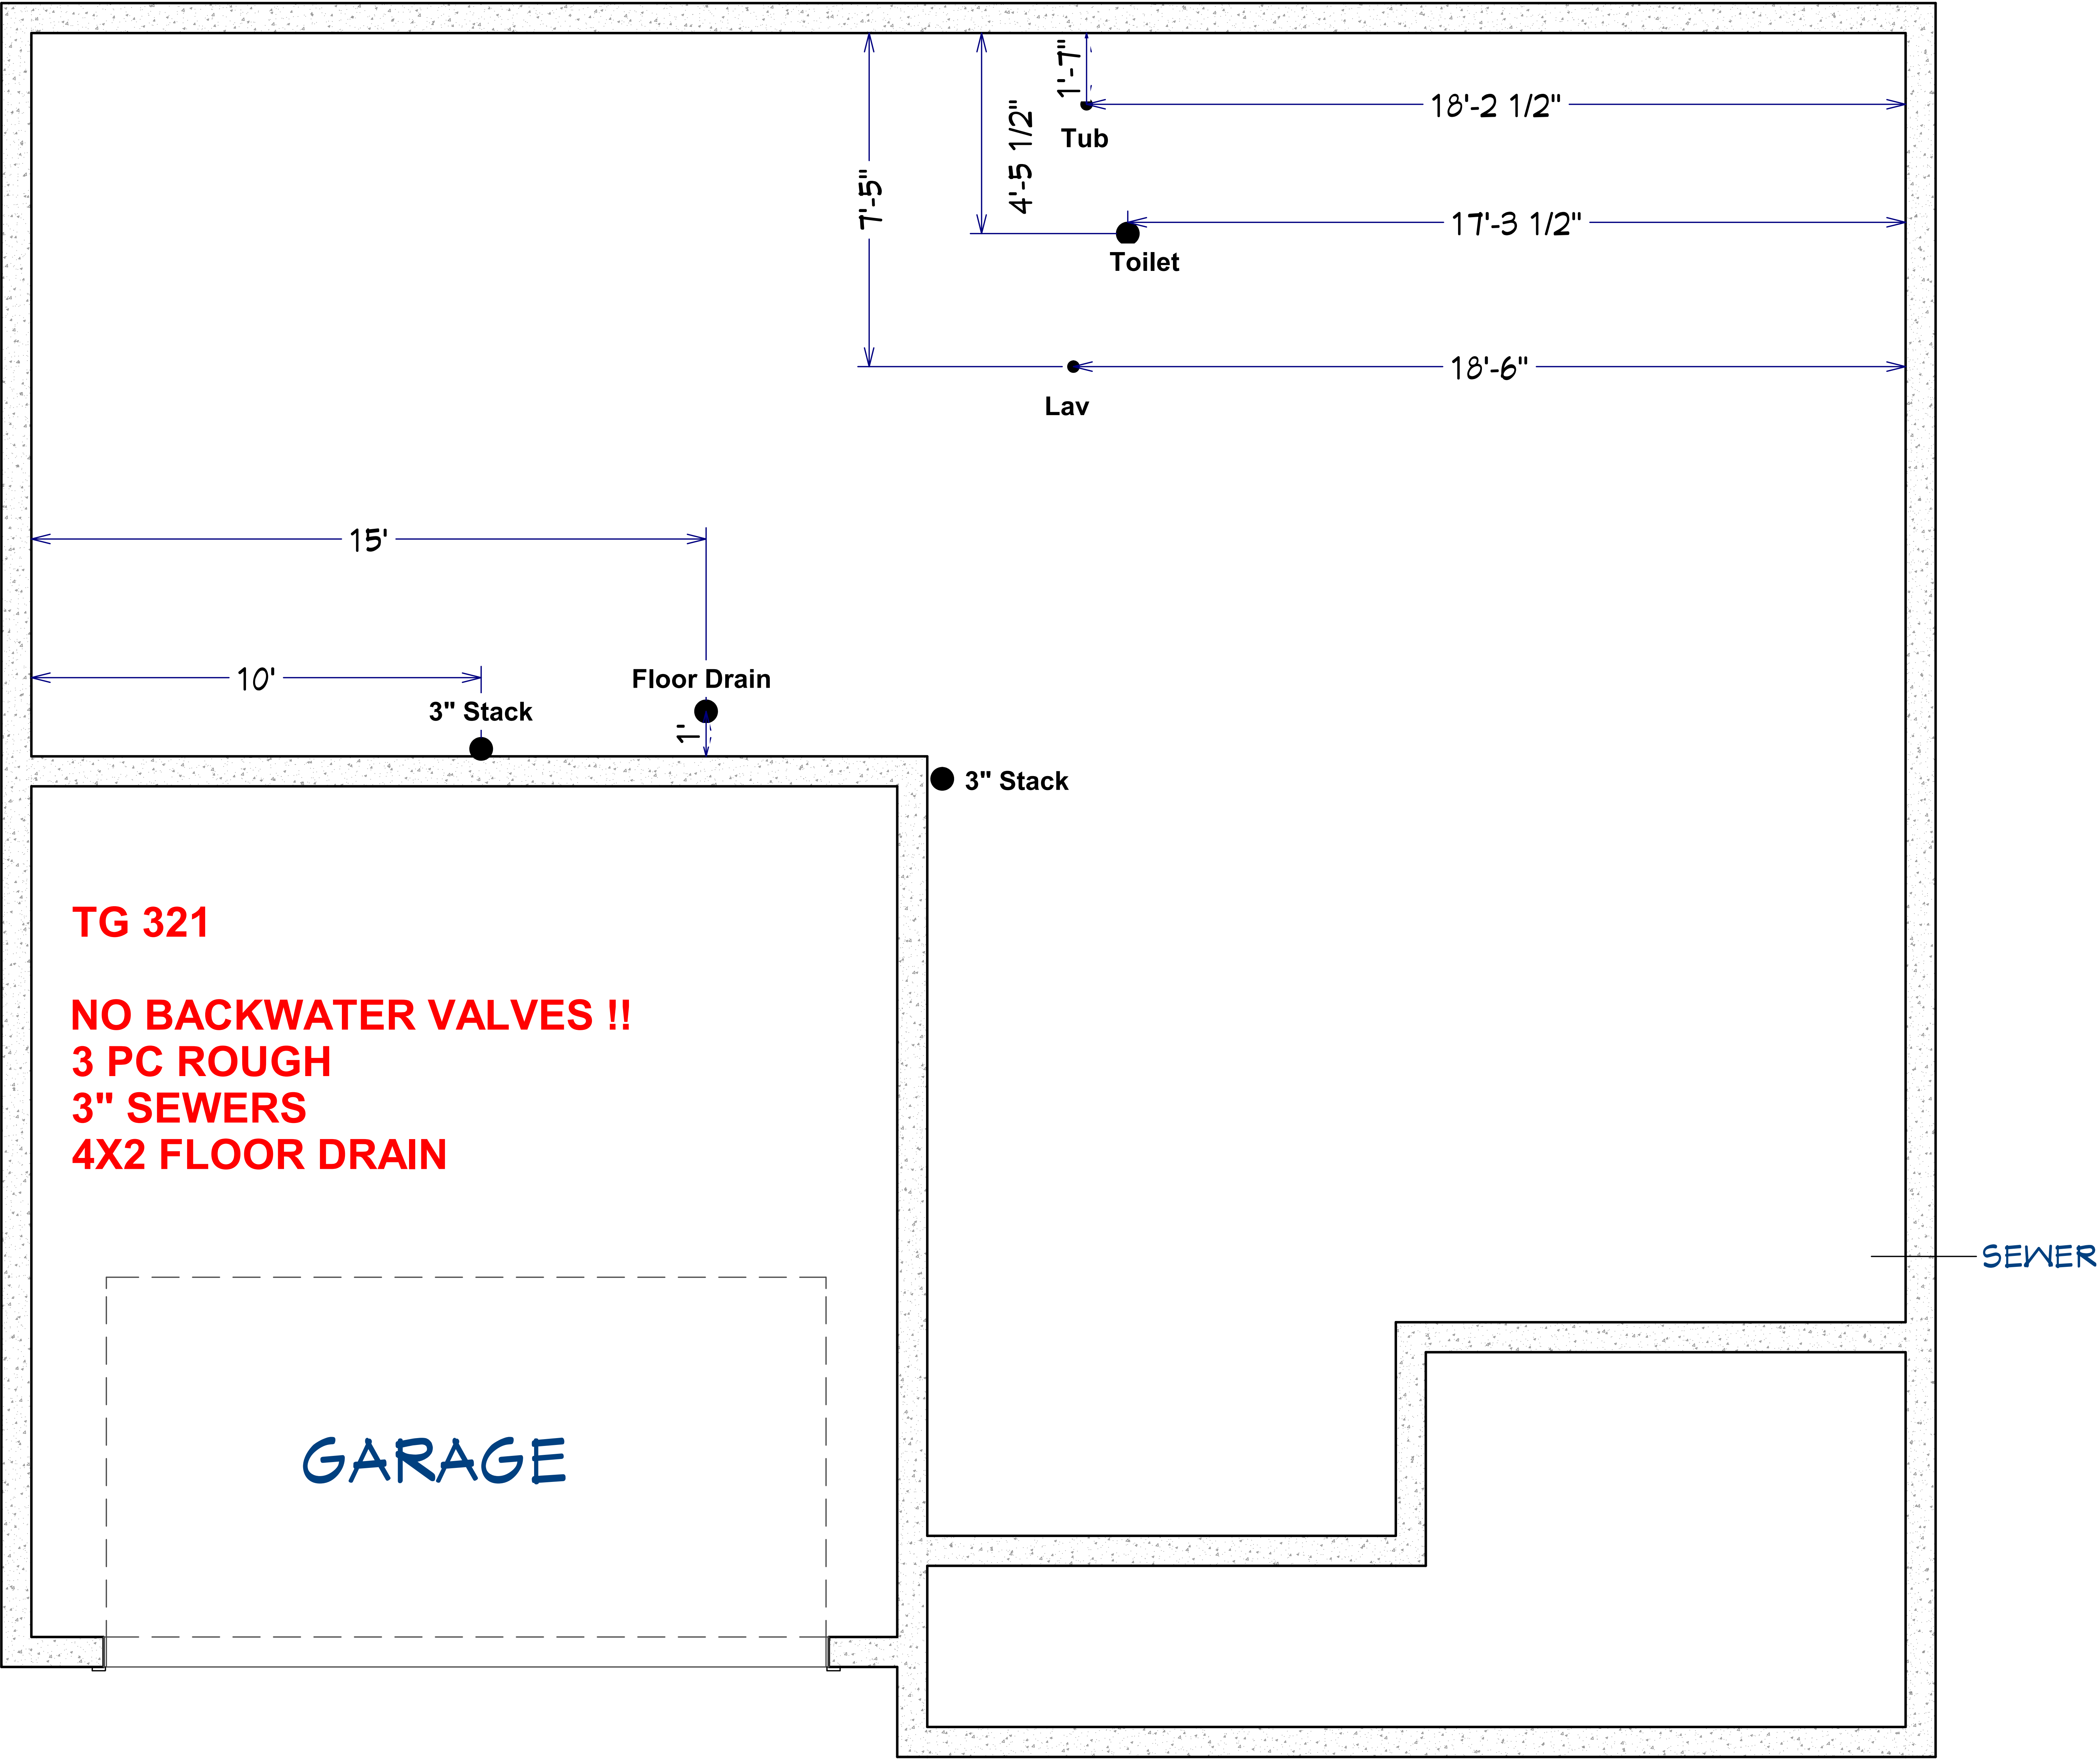 1'-7"
18'-2 1/2"
Tub
4'-5 1/2"
7'-5"
17'-3 1/2"
Toilet
18'-6"
Lav
15'
10'
Floor Drain
3" Stack
1'
3" Stack
TG 321
NO BACKWATER VALVES !!
3 PC ROUGH
3" SEWERS
4X2 FLOOR DRAIN
SEWER
GARAGE